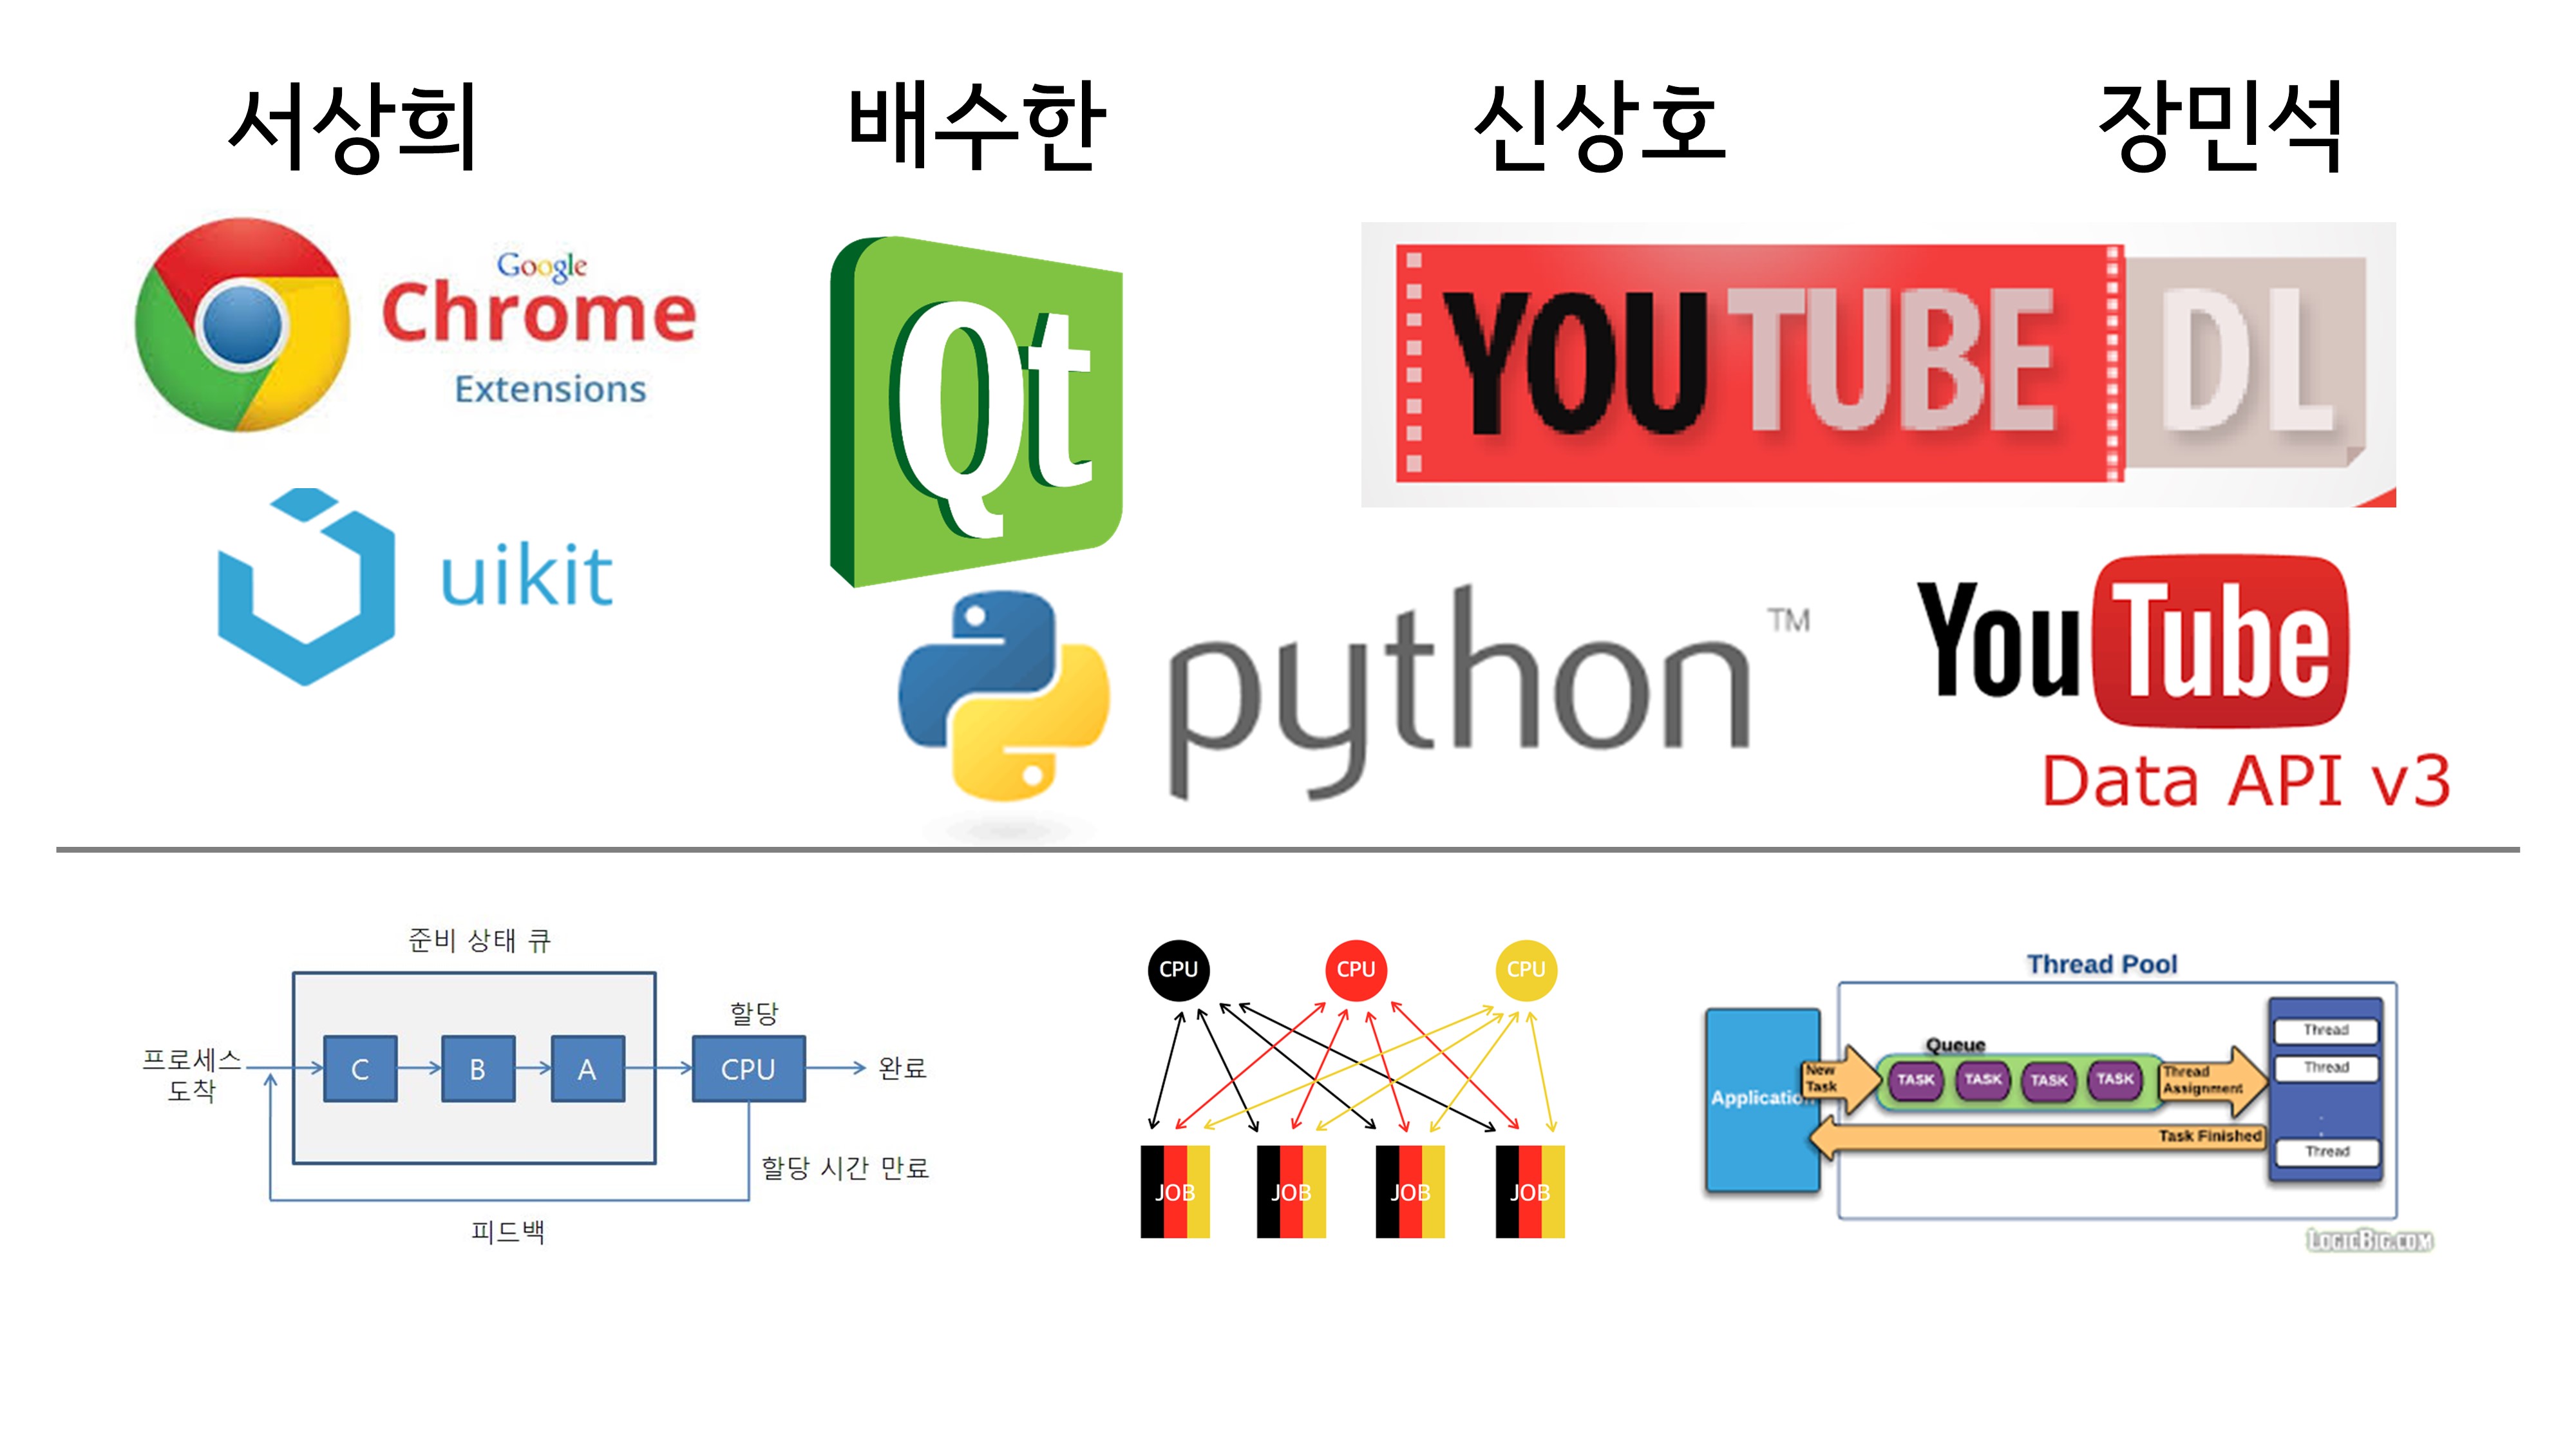 서상희
배수한
신상호
장민석
Google
Chrome
Extensions
uikit
Qt
YOUTUBE DL
python TM
YouTube
Data API v3
준비 상태 큐
프로세스
도착
C
B
A
할당
CPU
완료
할당 시간 만료
피드백
CPU
CPU
CPU
JOB
JOB
JOB
JOB
Thread Pool
Application
New
Task
Queue
TASK
TASK
TASK
TASK
Thread
Assignment
Task Finished
Thread
Thread
Thread
LOGICBIG.COM